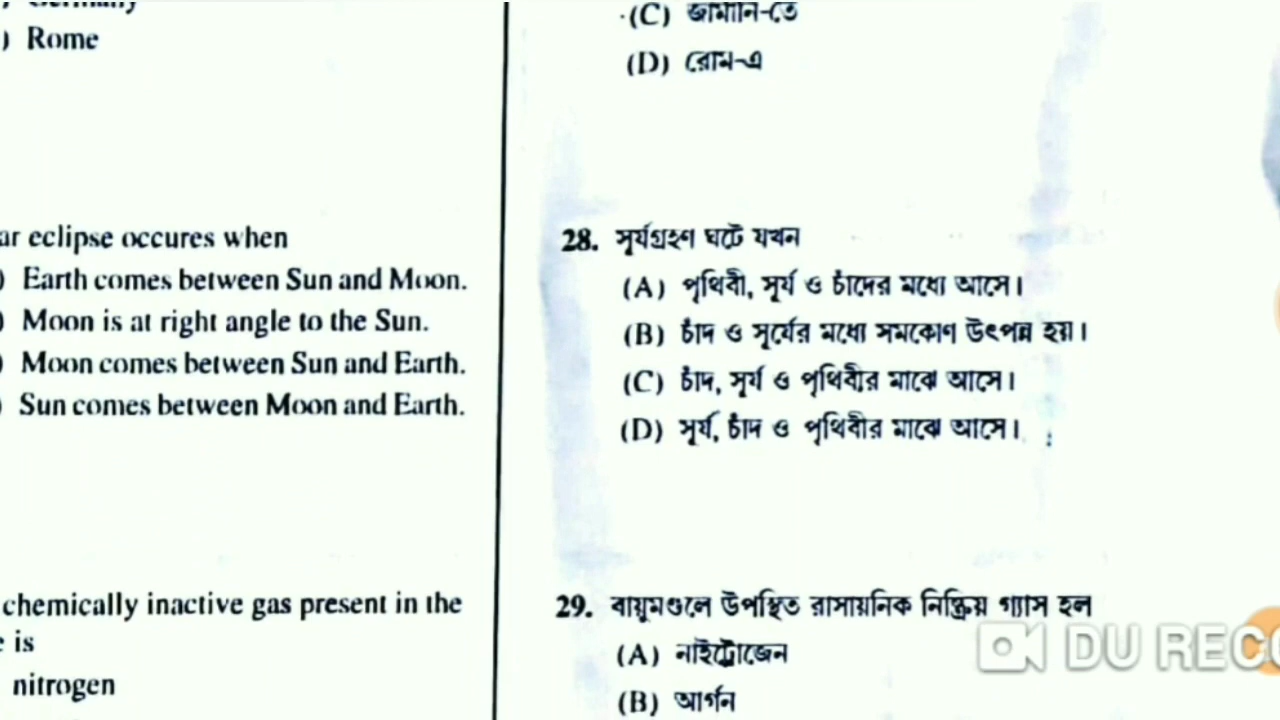 ) Rome
ar eclipse occures when
) Earth comes between Sun and Moon.
) Moon is at right angle to the Sun.
) Moon comes between Sun and Earth.
) Sun comes between Moon and Earth.
chemically inactive gas present in the
e is
nitrogen
(C) জার্মানি-তে
(D) রোম-এ
28. সূর্যগ্রহণ ঘটে যখন
(A) পৃথিবী, সূর্য ও চাঁদের মধ্যে আসে।
(B) চাঁদ ও সূর্যের মধ্যে সমকোণ উৎপন্ন হয়।
(C) চাঁদ, সূর্য ও পৃথিবীর মাঝে আসে।
(D) সূর্য, চাঁদ ও পৃথিবীর মাঝে আসে।
29. বায়ুমণ্ডলে উপস্থিত রাসায়নিক নিষ্ক্রিয় গ্যাস হল
(A) নাইট্রোজেন
(B) আর্গন
DU REC